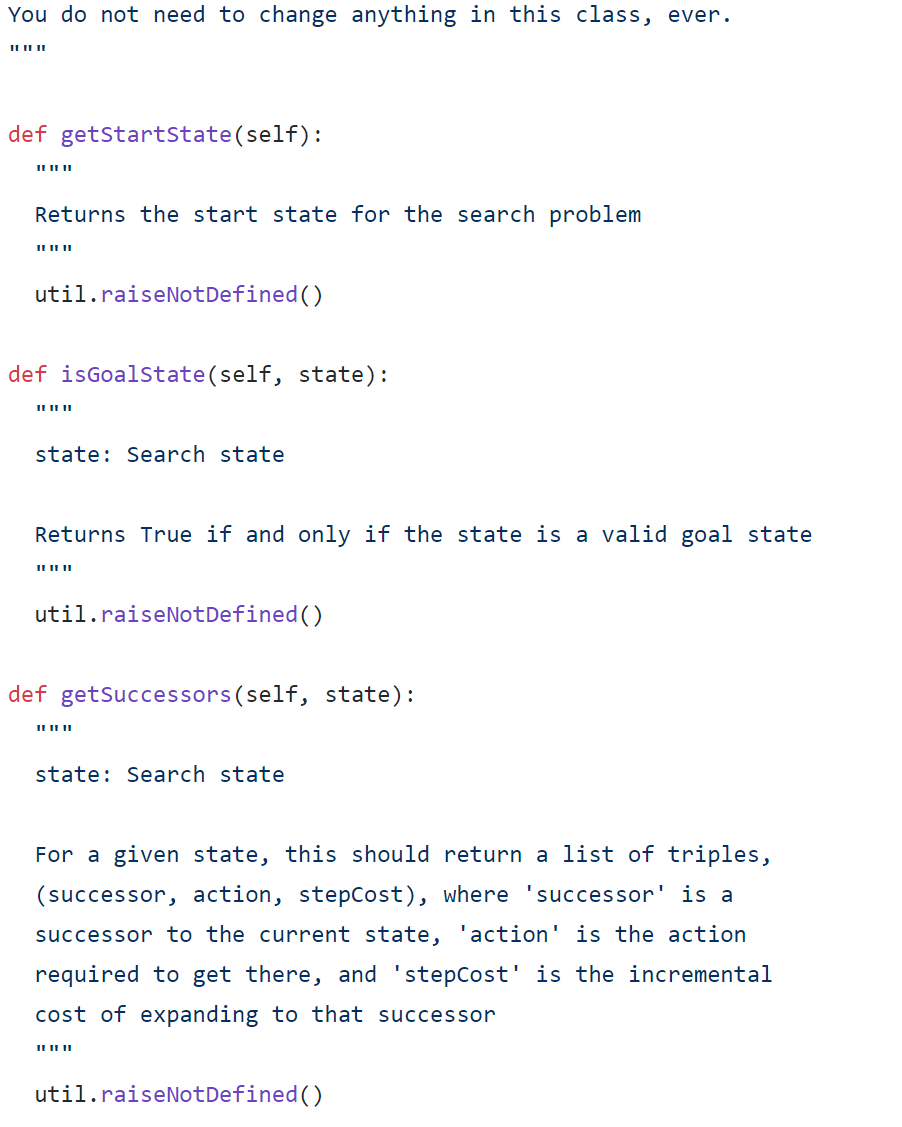 You do not need to change anything in this class, ever.
"""
def getStartState(self):
"""
Returns the start state for the search problem
"""
util.raiseNotDefined()
def isGoalState(self, state):
"""
state: Search state
Returns True if and only if the state is a valid goal state
"""
util.raiseNotDefined()
def getSuccessors(self, state):
"""
state: Search state
For a given state, this should return a list of triples,
(successor, action, stepCost), where 'successor' is a
successor to the current state, 'action' is the action
required to get there, and 'stepCost' is the incremental
cost of expanding to that successor
"""
util.raiseNotDefined()